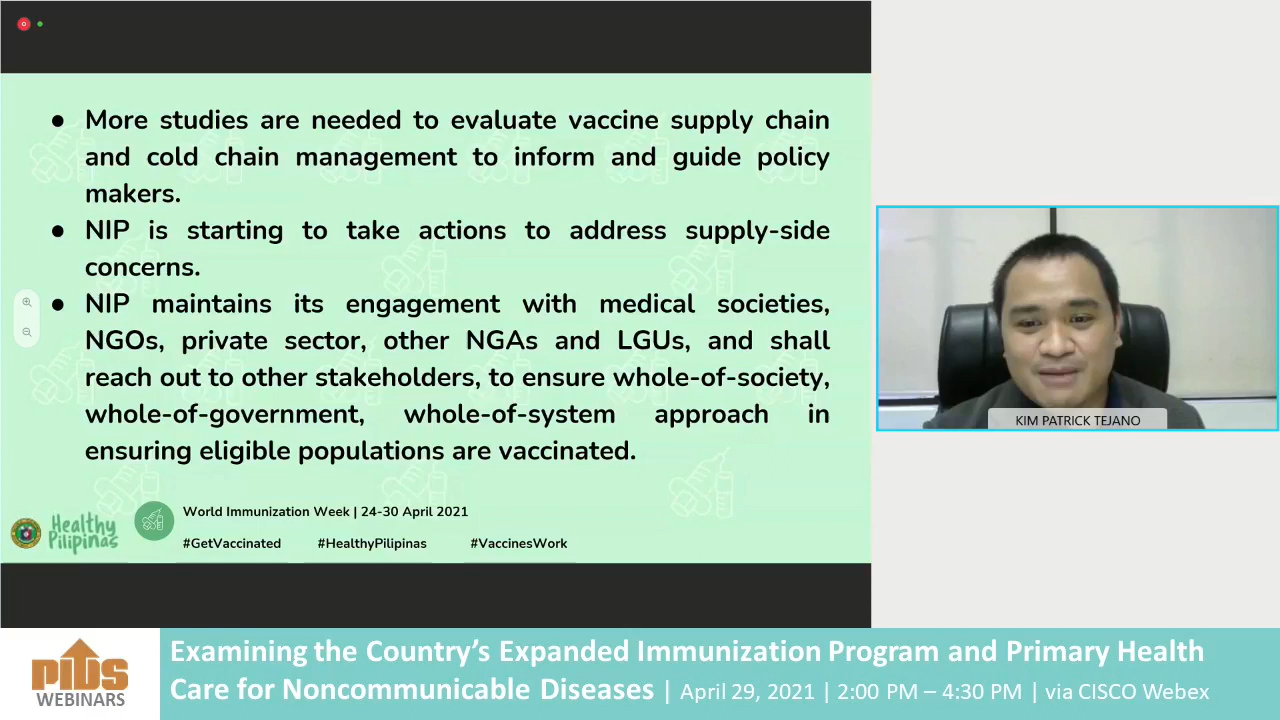 ● More studies are needed to evaluate vaccine supply chain
and cold chain management to inform and guide policy
makers.
● NIP is starting to take actions to address supply-side
concerns.
● NIP maintains its engagement with medical societies,
NGOs, private sector, other NGAs and LGUs, and shall
reach out to other stakeholders, to ensure whole-of-society,
whole-of-government, whole-of-system approach in
ensuring eligible populations are vaccinated.
Healthy
Pilipinas
World Immunization Week | 24-30 April 2021
#GetVaccinated #HealthyPilipinas #VaccinesWork
KIM PATRICK TEJANO
PIDS
WEBINARS
Examining the Country's Expanded Immunization Program and Primary Health
Care for Noncommunicable Diseases | April 29, 2021 | 2:00 PM – 4:30 PM | via CISCO Webex